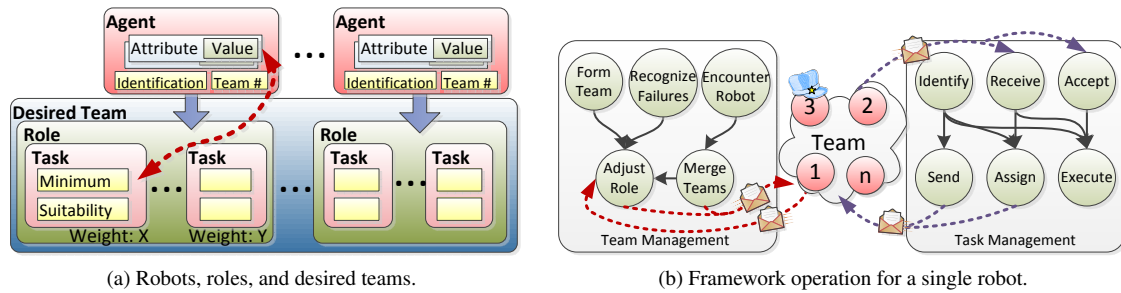 Agent
Attribute Value
Identification Team #
...
Agent
Attribute Value
Identification Team #
Desired Team
Role
Task
Minimum
Suitability
Weight: X
...
Task
Weight: Y
...
Role
Task
...
Task
(a) Robots, roles, and desired teams.
Form
Team
Recognize
Failures
Encounter
Robot
Adjust
Role
Merge
Teams
Team Management
3
2
Team
1
n
Identify
Receive
Accept
Send
Assign
Execute
Task Management
(b) Framework operation for a single robot.